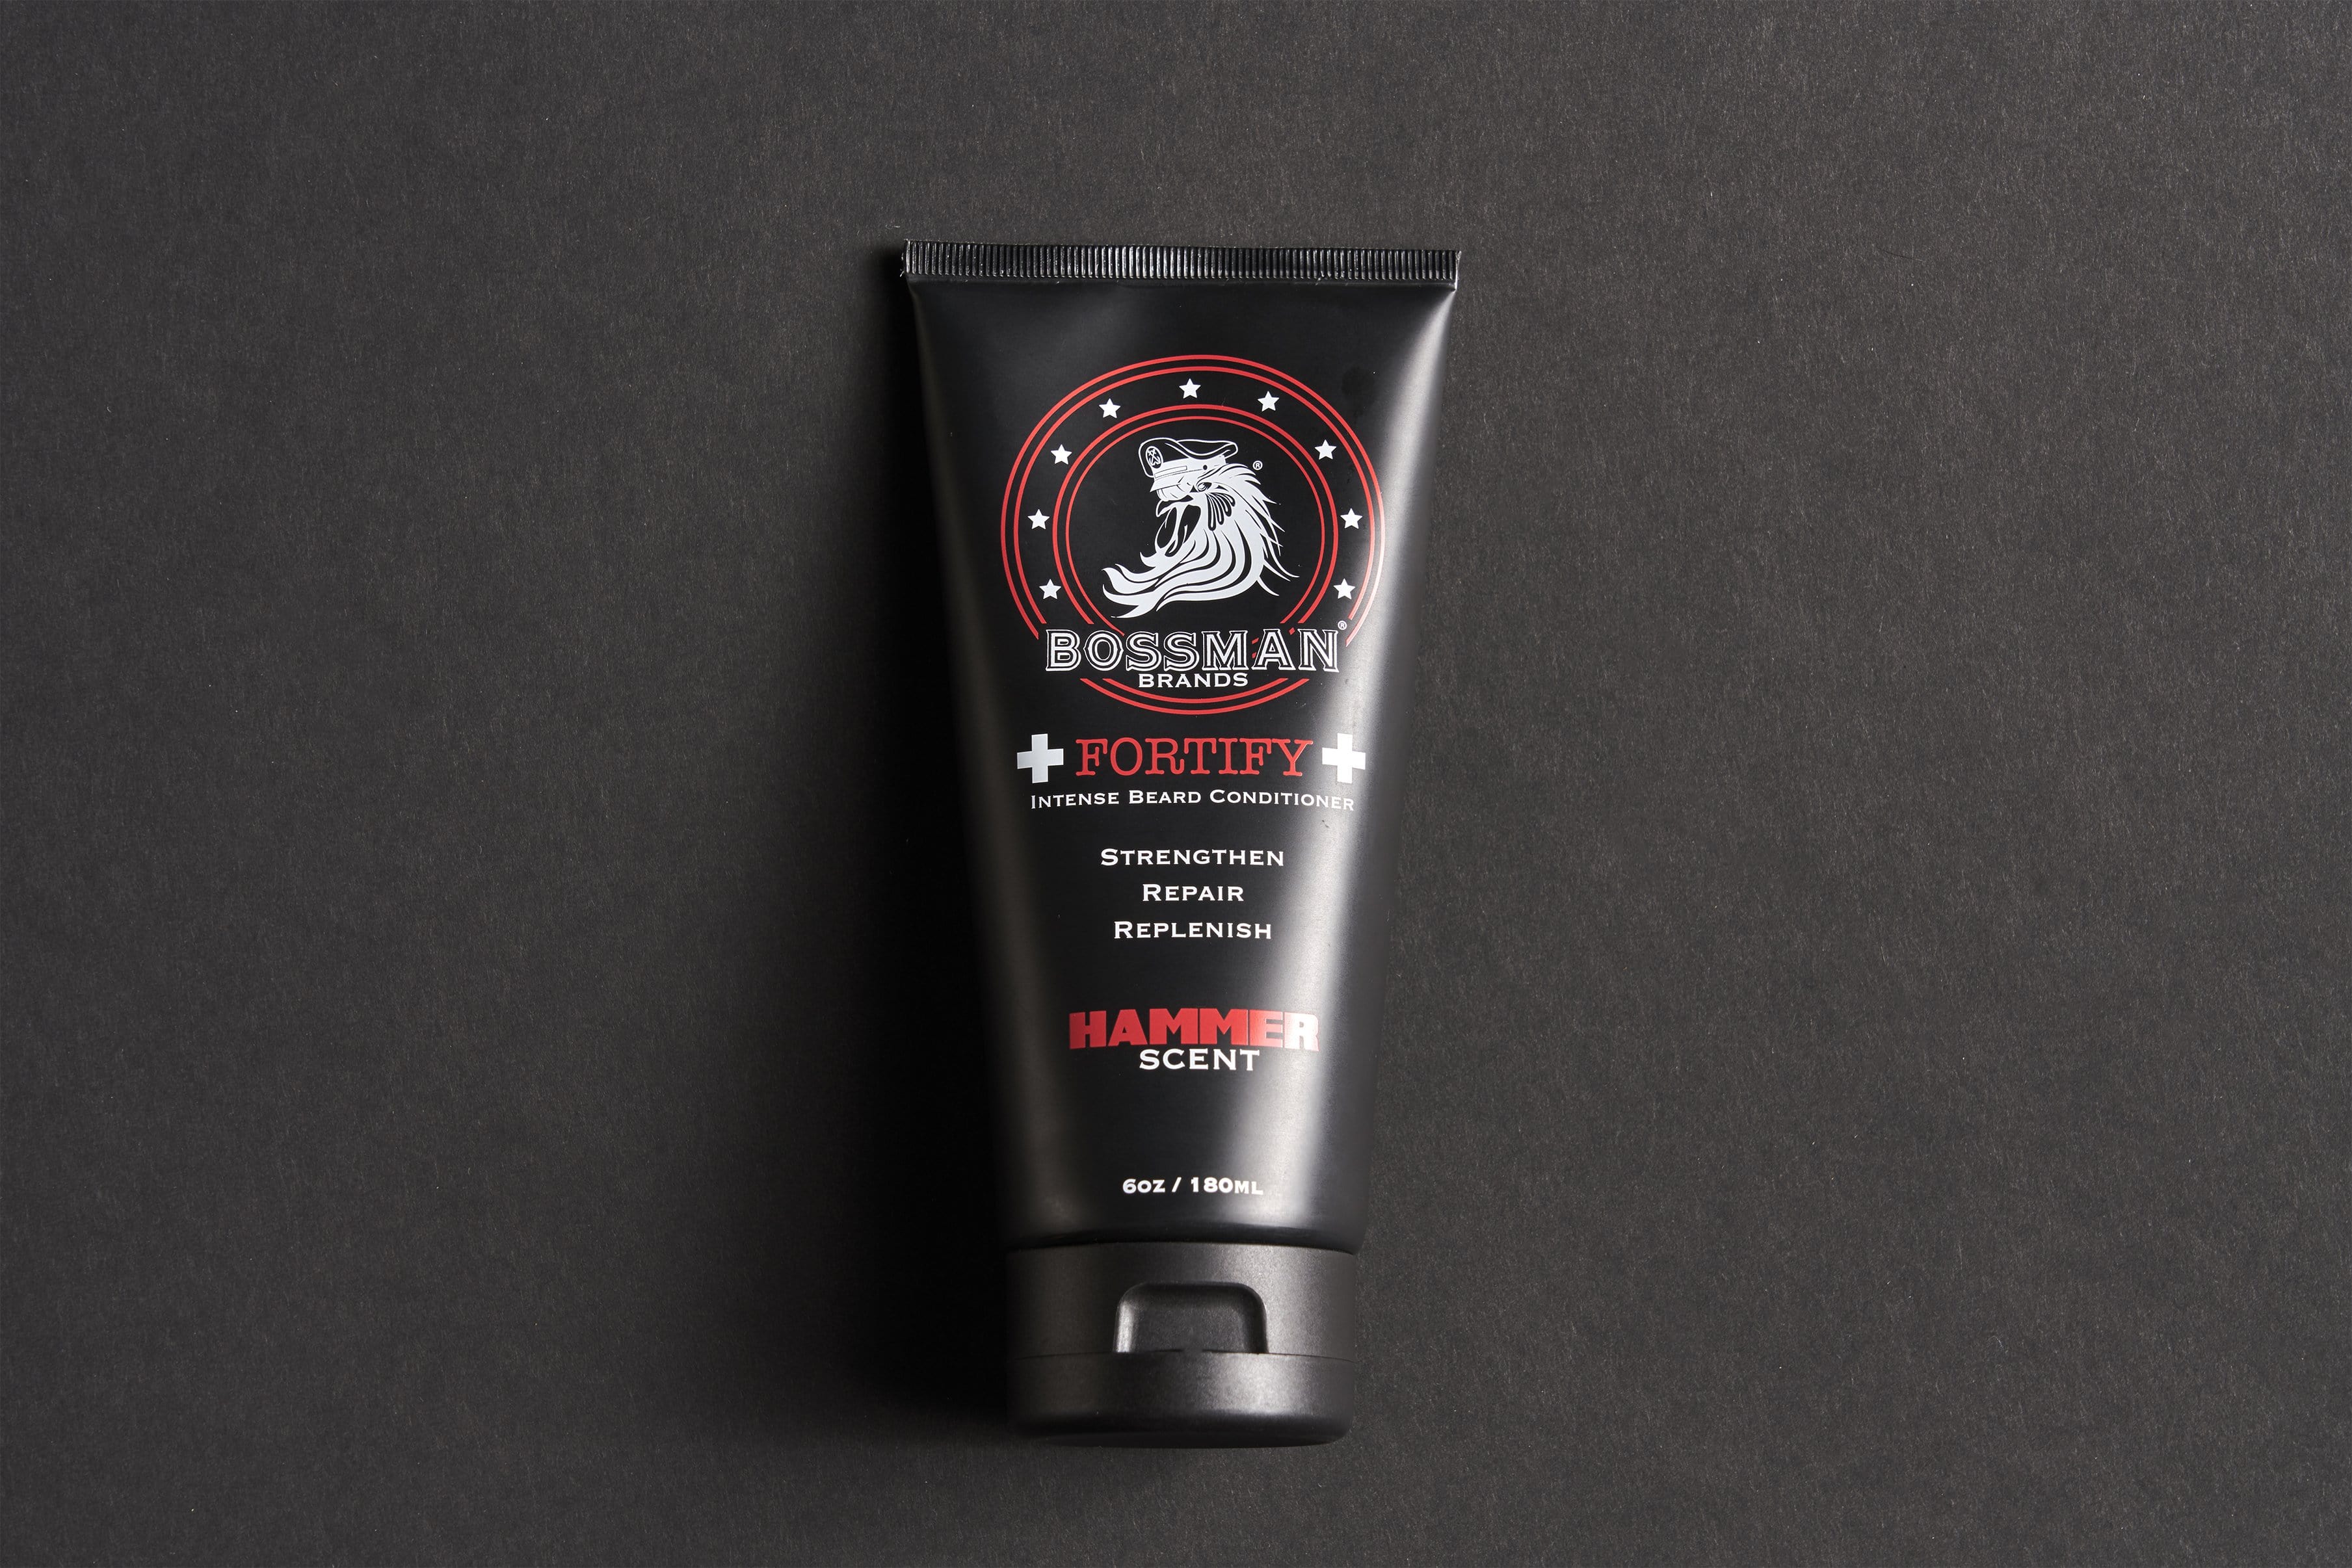 ®
BOSSMAN®
BRANDS
FORTIFY
INTENSE BEARD CONDITIONER
STRENGTHEN
REPAIR
REPLENISH
HAMMER
SCENT
6OZ / 180ML